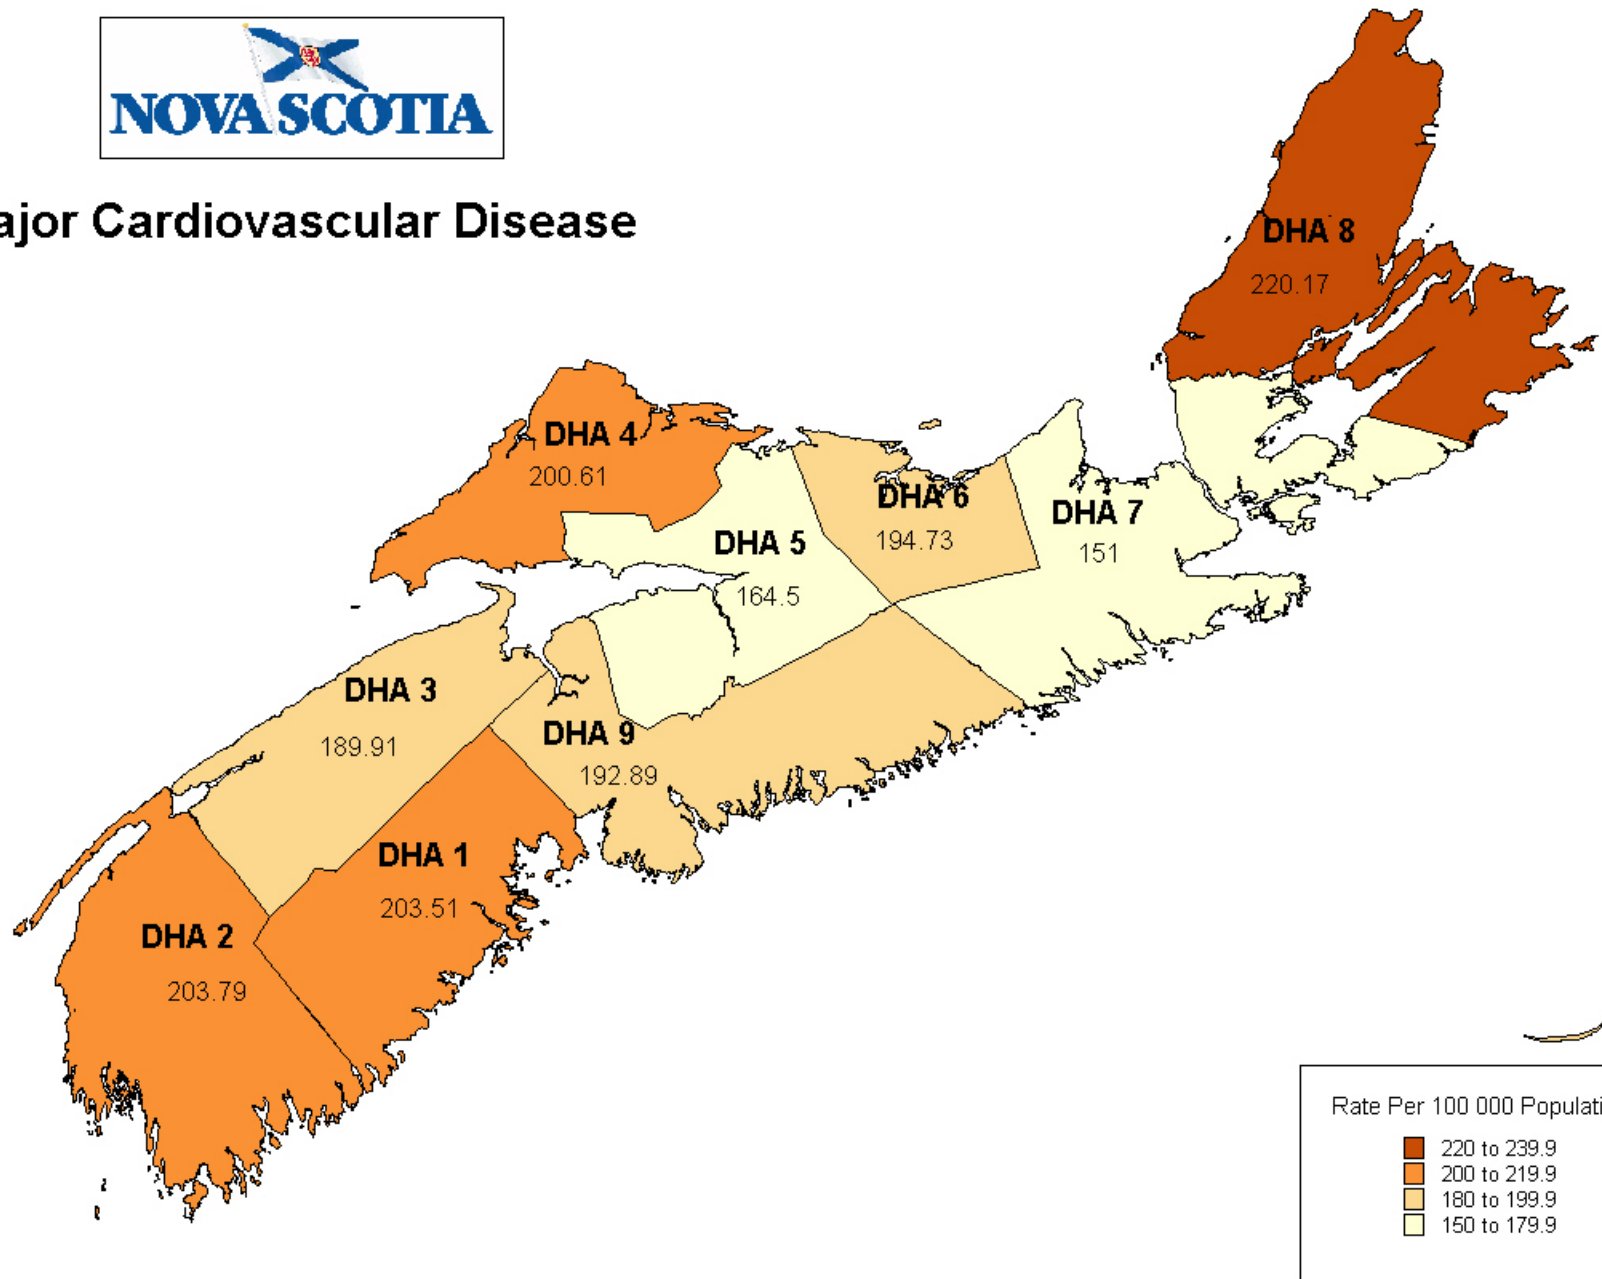 NOVA SCOTIA
ajor Cardiovascular Disease
DHA 8
220.17
DHA 4
200.61
DHA 6
194.73
DHA 7
151
DHA 5
164.5
DHA 3
189.91
DHA 9
192.89
DHA 1
203.51
DHA 2
203.79
Rate Per 100 000 Populati
220 to 239.9
200 to 219.9
180 to 199.9
150 to 179.9